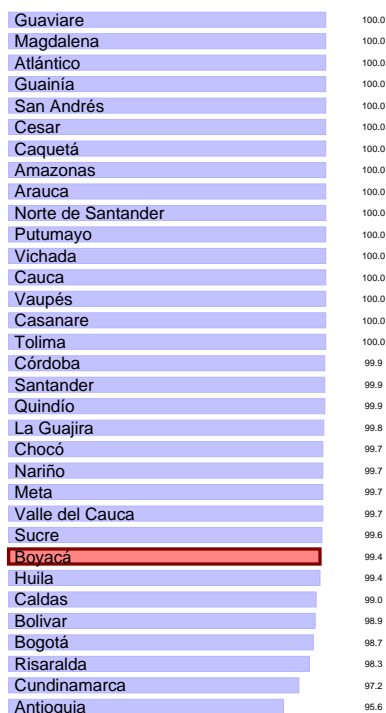 Guaviare 100.0
Magdalena 100.0
Atlántico 100.0
Guainía 100.0
San Andrés 100.0
Cesar 100.0
Caquetá 100.0
Amazonas 100.0
Arauca 100.0
Norte de Santander 100.0
Putumayo 100.0
Vichada 100.0
Cauca 100.0
Vaupés 100.0
Casanare 100.0
Tolima 100.0
Córdoba 99.9
Santander 99.9
Quindío 99.9
La Guajira 99.8
Chocó 99.7
Nariño 99.7
Meta 99.7
Valle del Cauca 99.7
Sucre 99.6
Boyacá 99.4
Huila 99.4
Caldas 99.0
Bolivar 98.9
Bogotá 98.7
Risaralda 98.3
Cundinamarca 97.2
Antioquia 95.6